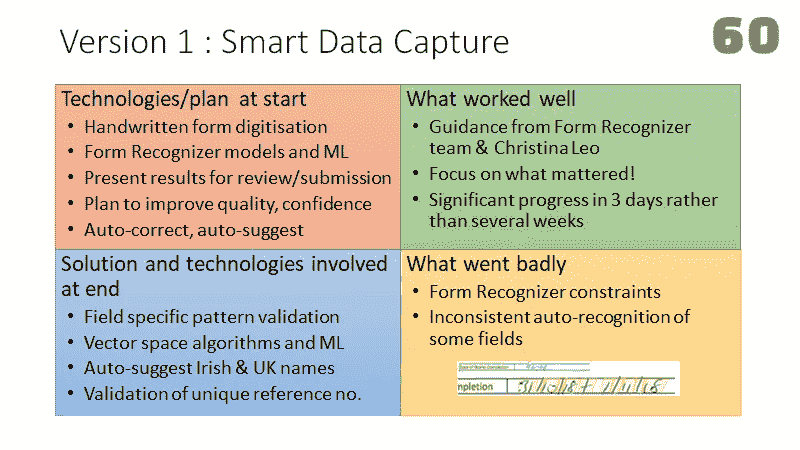 Version 1 : Smart Data Capture
60
Technologies/plan at start
• Handwritten form digitisation
• Form Recognizer models and ML
• Present results for review/submission
• Plan to improve quality, confidence
• Auto-correct, auto-suggest
What worked well
• Guidance from Form Recognizer
team & Christina Leo
• Focus on what mattered!
• Significant progress in 3 days rather
than several weeks
Solution and technologies involved
at end
• Field specific pattern validation
• Vector space algorithms and ML
• Auto-suggest Irish & UK names
• Validation of unique reference no.
What went badly
• Form Recognizer constraints
• Inconsistent auto-recognition of
some fields
mpletion